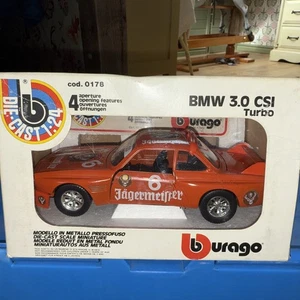 DIE-CAST 1:24
b
cod. 0178
4 aperture
opening features
ouvertures
öffnungen
BMW 3.0 CSI
Turbo
burago
6
Jägermeister
MODELLO IN METALLO PRESSOFUSO
DIE-CAST SCALE MINIATURE
MODELE REDUIT EN METAL FONDU
MINIATURAUTOS AUS METALL
burago